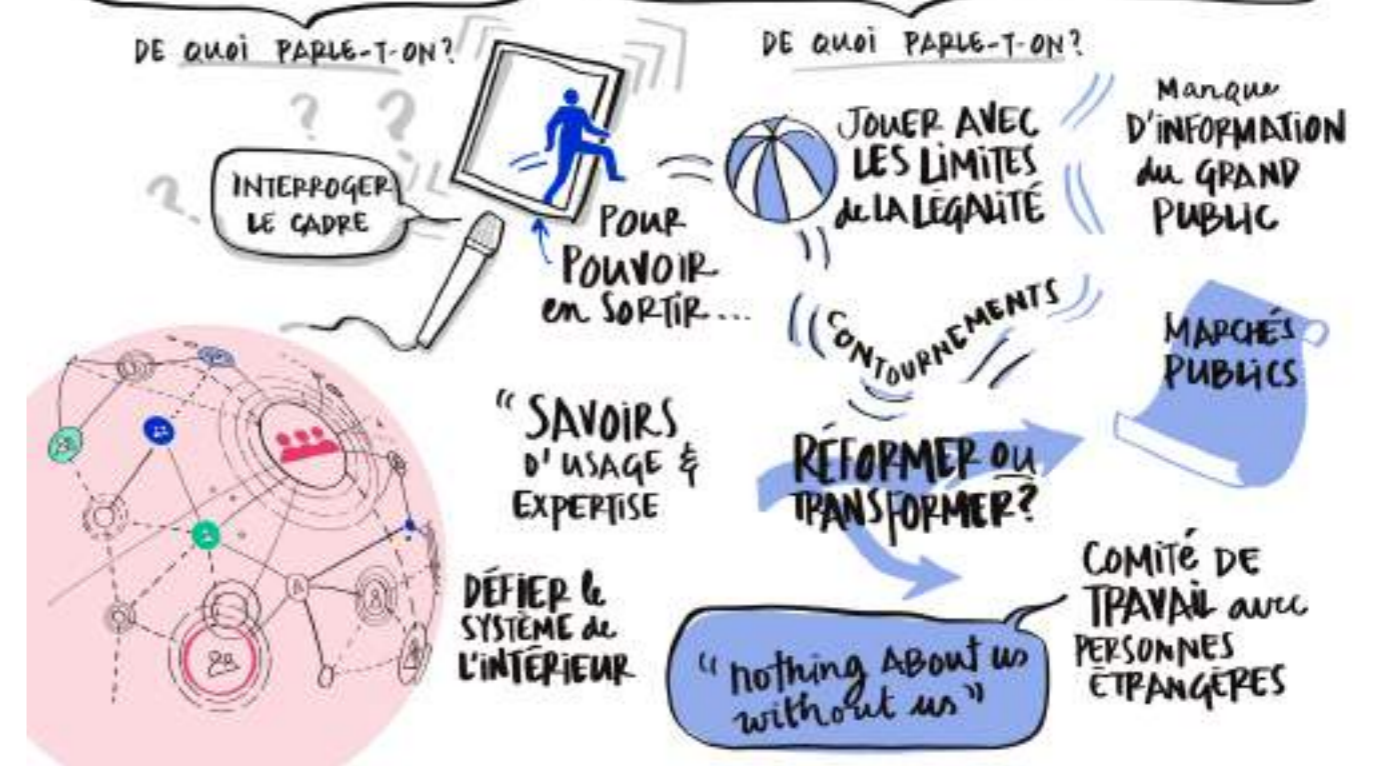 DE QUOI PARLE-T-ON?
INTERROGER
LE CADRE
POUR
POUVOIR
en SORTIR...
"SAVOIRS
D'USAGE &
EXPERTISE
DÉFIER le
SYSTÈME de
L'INTÉRIEUR
DE QUOI PARLE-T-ON?
JOUER AVEC
LES LIMITES
de LA LÉGALITÉ
Manque
D'INFORMATION
du GRAND
PUBLIC
CONTOURNEMENTS
MARCHÉS
PUBLICS
RÉFORMER OU
TRANSFORMER?
COMITÉ DE
TRAVAIL avec
PERSONNES
ÉTRANGÈRES
"nothing ABOUT us
without us"